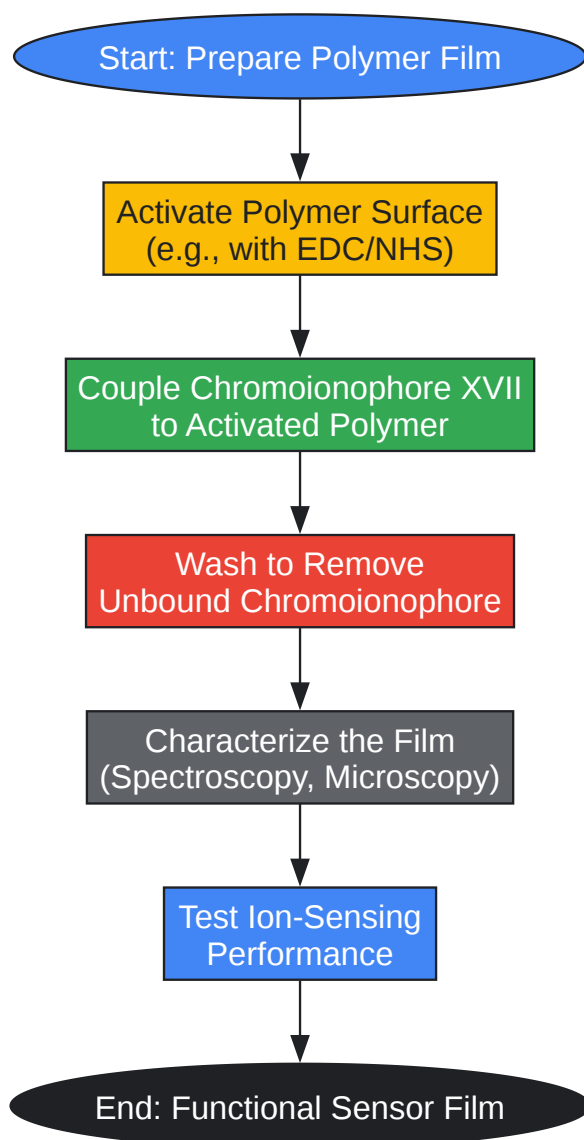 Start: Prepare Polymer Film
Activate Polymer Surface
(e.g., with EDC/NHS)
Couple Chromoionophore XVII
to Activated Polymer
Wash to Remove
Unbound Chromoionophore
Characterize the Film
(Spectroscopy, Microscopy)
Test Ion-Sensing
Performance
End: Functional Sensor Film